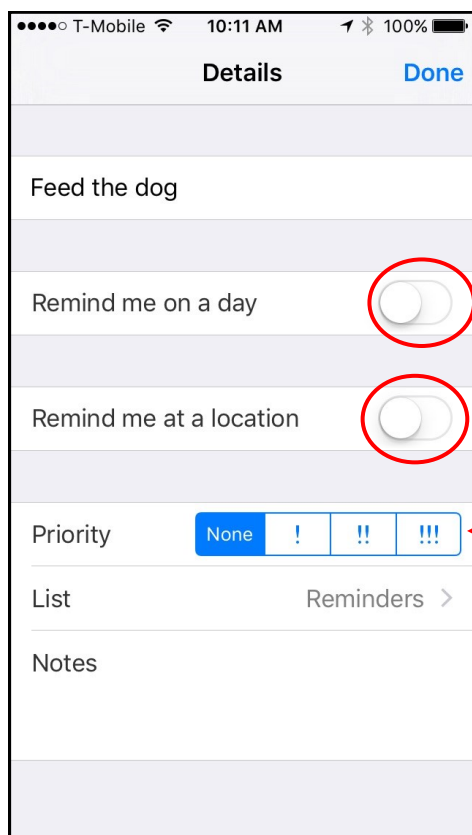 T-Mobile 10:11 AM 100%
Details Done
Feed the dog
Remind me on a day
Remind me at a location
Priority None ! !! !!!
List Reminders >
Notes